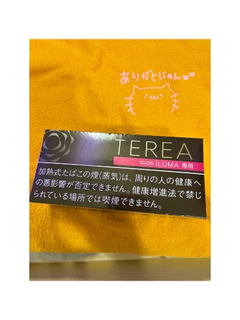 ありがとにゃん
TEREA
IQOS ILUMA 専用
加熱式たばこの煙(蒸気)は、周りの人の健康へ
の悪影響が否定できません。健康増進法で禁じ
られている場所では喫煙できません。